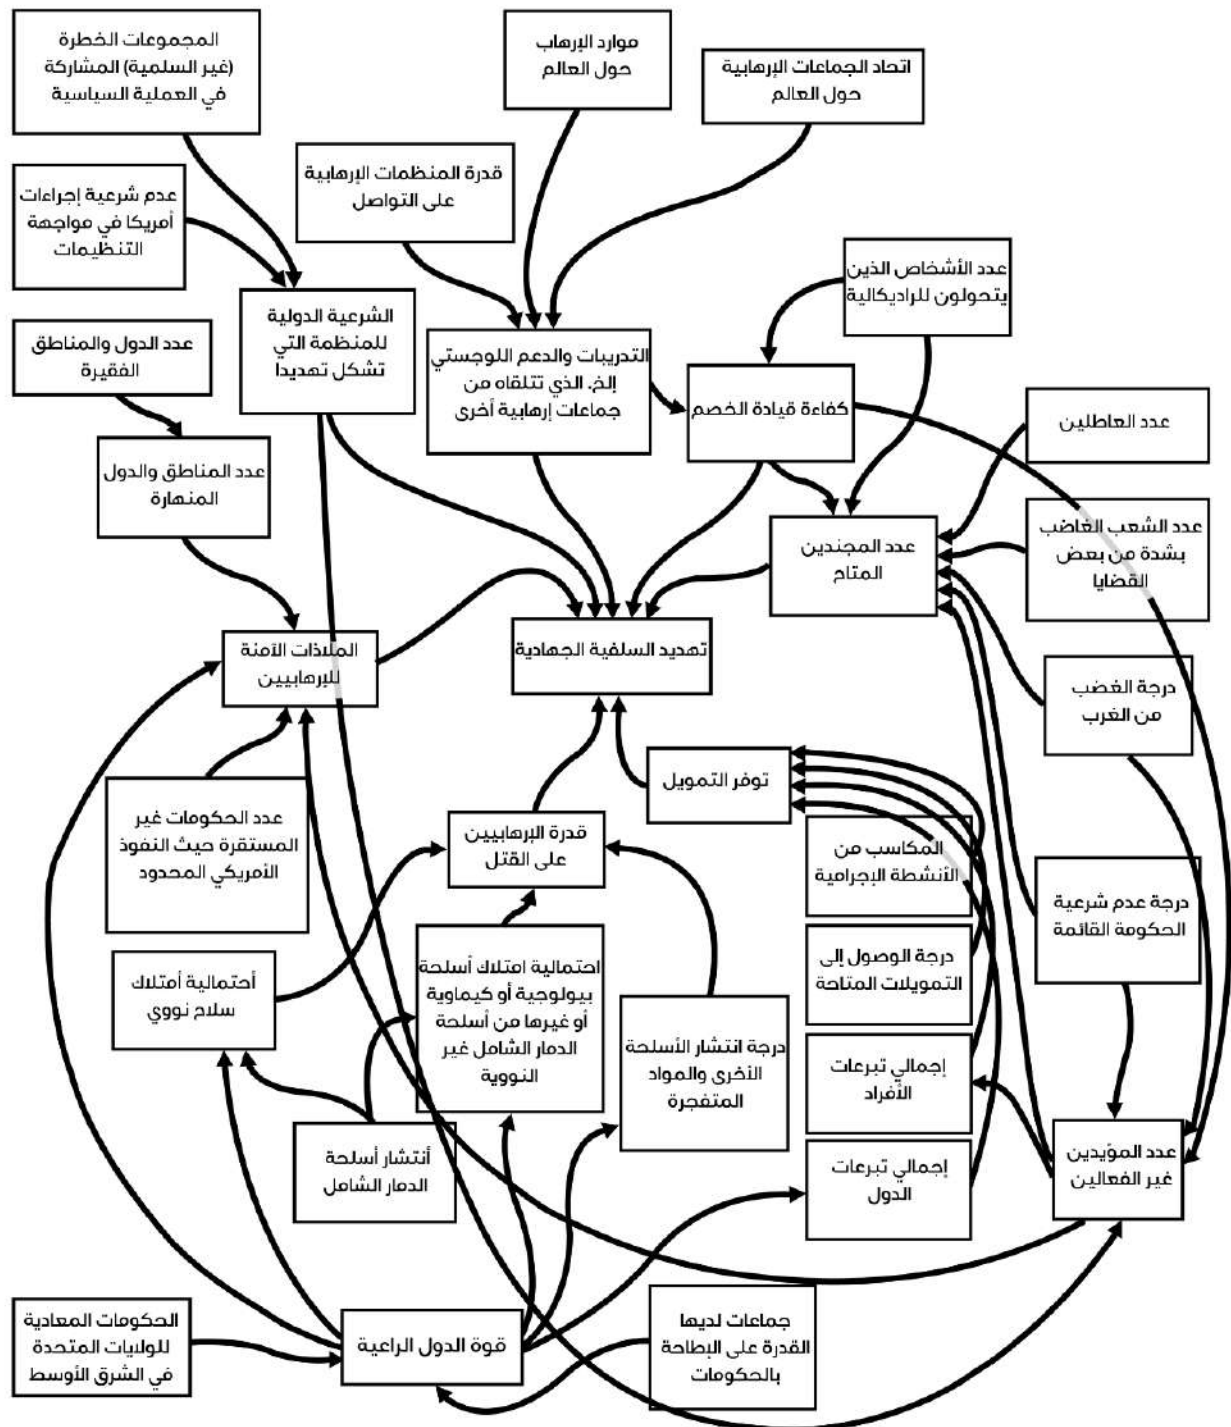 المجموعات الخطرة
(غير السلمية) المشاركة
في العملية السياسية
موارد الإرهاب
حول العالم
اتحاد الجماعات الإرهابية
حول العالم
قدرة المنظمات الإرهابية
على التواصل
عدم شرعية إجراءات
أمريكا في مواجهة
التنظيمات
عدد الأشخاص الذين
يتحولون للراديكالية
الشرعية الدولية
للمنظمة التي
تشكل تهديدا
عدد الدول والمناطق
الفقيرة
التدريبات والدعم اللوجستي
إلخ. الذي تتلقاه من
جماعات إرهابية أخرى
كفاءة قيادة الخصم
عدد العاطلين
عدد المناطق والدول
المنهارة
عدد المجندين
المتاح
عدد الشعب الغاضب
بشدة من بعض
القضايا
الملاذات الآمنة
للإرهابيين
تهديد السلفية الجهادية
درجة الغضب
من الغرب
توفر التمويل
عدد الحكومات غير
المستقرة حيث النفوذ
الأمريكي المحدود
قدرة الإرهابيين
على القتل
المكاسب من
الأنشطة الإجرامية
درجة عدم شرعية
الحكومة القائمة
أحتمالية أمتلاك
سلاح نووي
احتمالية امتلاك أسلحة
بيولوجية أو كيماوية
أو غيرها من أسلحة
الدمار الشامل غير
النووية
درجة الوصول إلى
التمويلات المتاحة
درجة انتشار الأسلحة
الأخرى والمواد
المتفجرة
إجمالي تبرعات
الأفراد
أنتشار أسلحة
الدمار الشامل
إجمالي تبرعات
الدول
عدد المؤيدين
غير الفعالين
الحكومات المعادية
للولايات المتحدة
في الشرق الأوسط
قوة الدول الراعية
جماعات لديها
القدرة على الإطاحة
بالحكومات